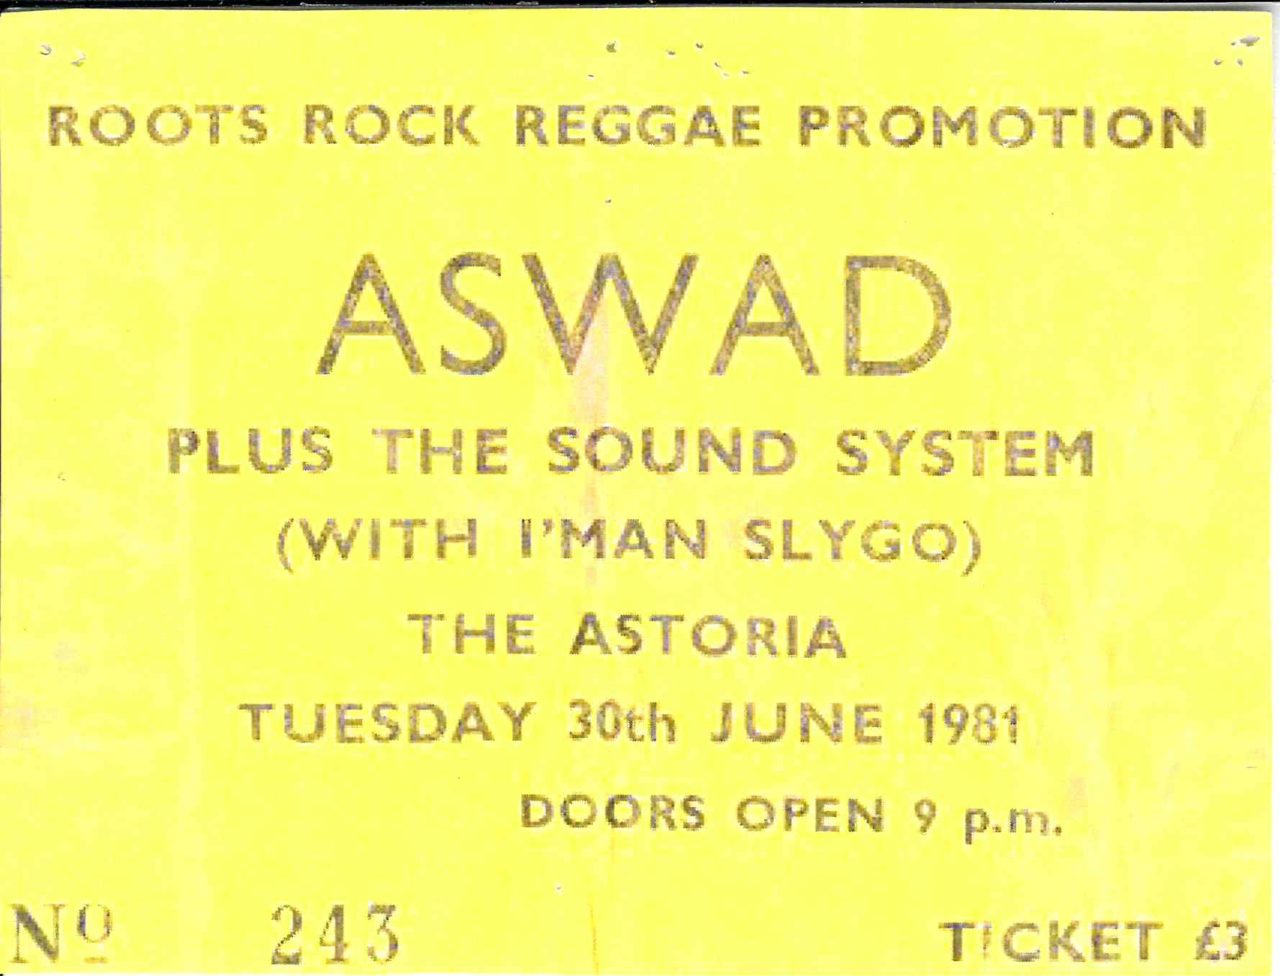 ROOTS ROCK REGGAE PROMOTION
ASWAD
PLUS THE SOUND SYSTEM
(WITH I'MAN SLYGO)
THE ASTORIA
TUESDAY 30th JUNE 1981
DOORS OPEN 9 p.m.
Nº 243 TICKET £3